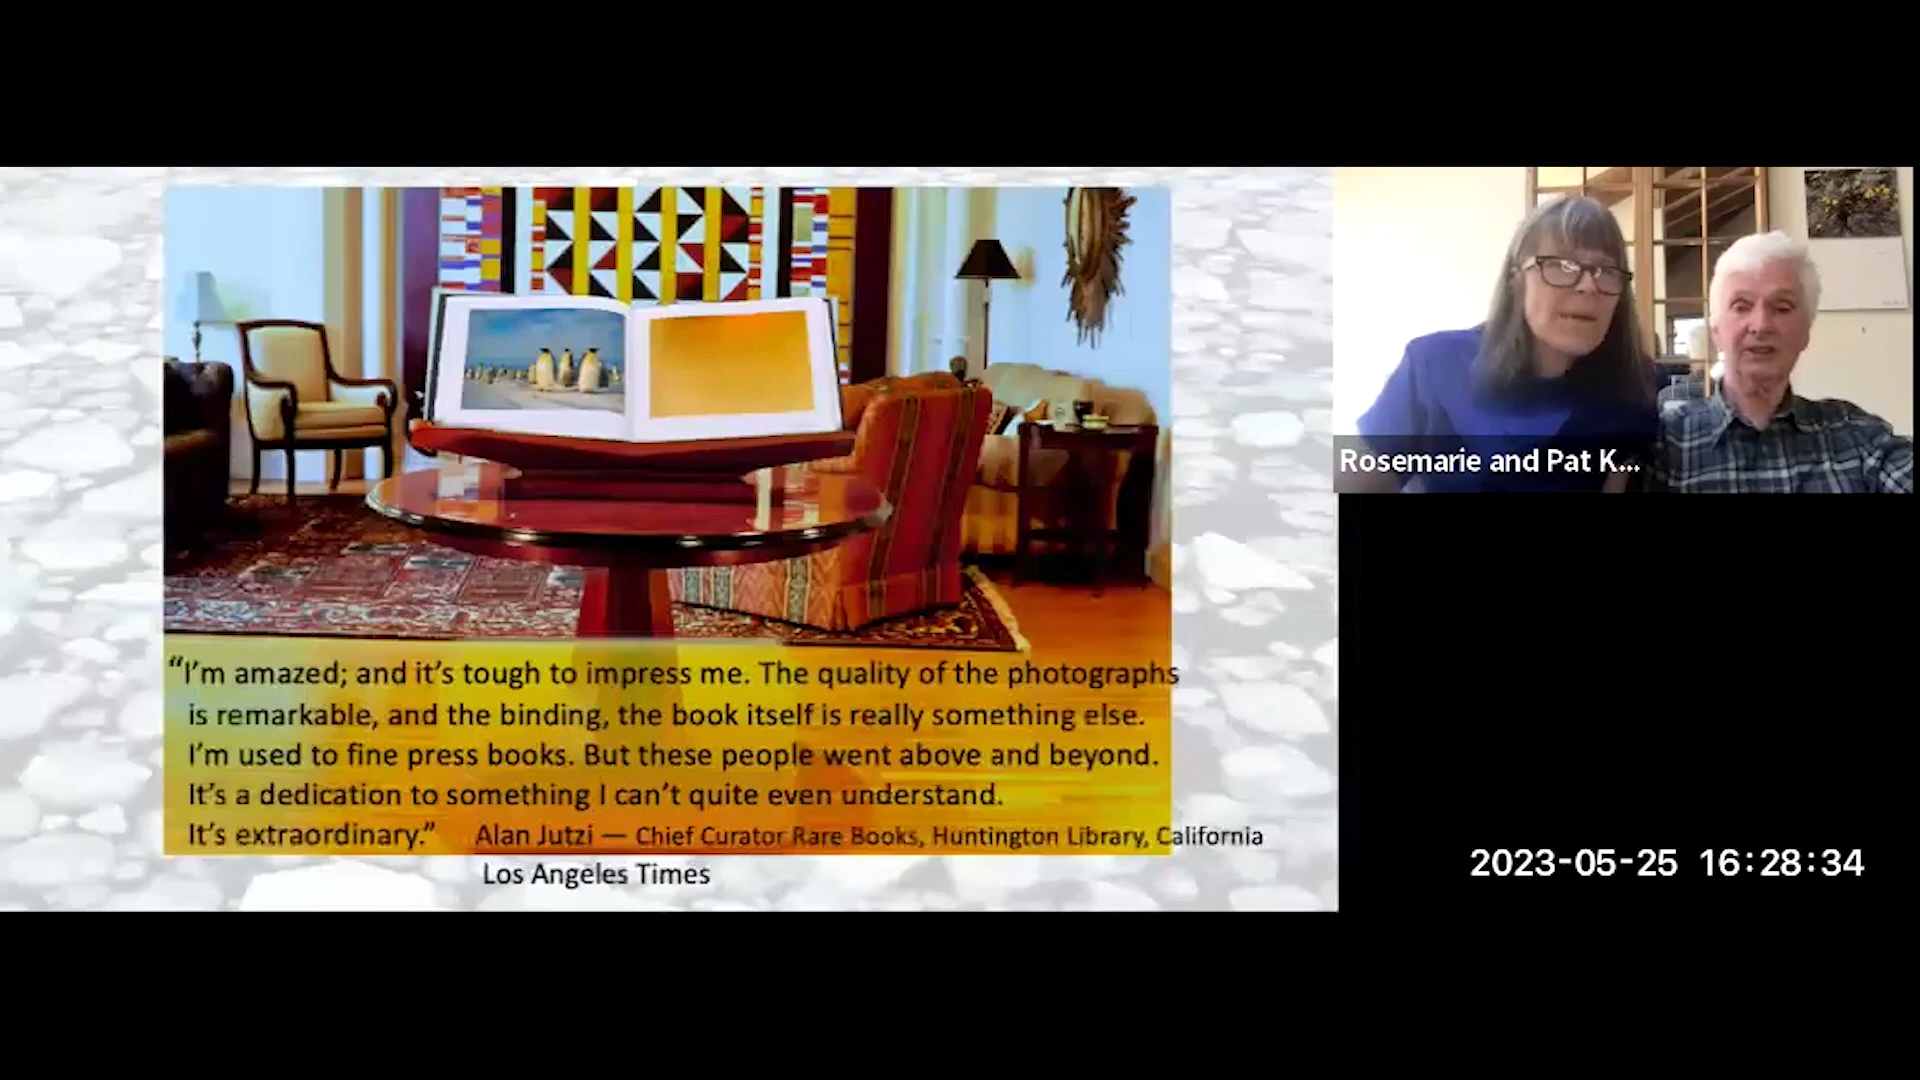 “I’m amazed; and it’s tough to impress me. The quality of the photographs
is remarkable, and the binding, the book itself is really something else.
I’m used to fine press books. But these people went above and beyond.
It’s a dedication to something I can’t quite even understand.
It’s extraordinary.” Alan Jutzi — Chief Curator Rare Books, Huntington Library, California
Los Angeles Times
Rosemarie and Pat K...
2023-05-25 16:28:34